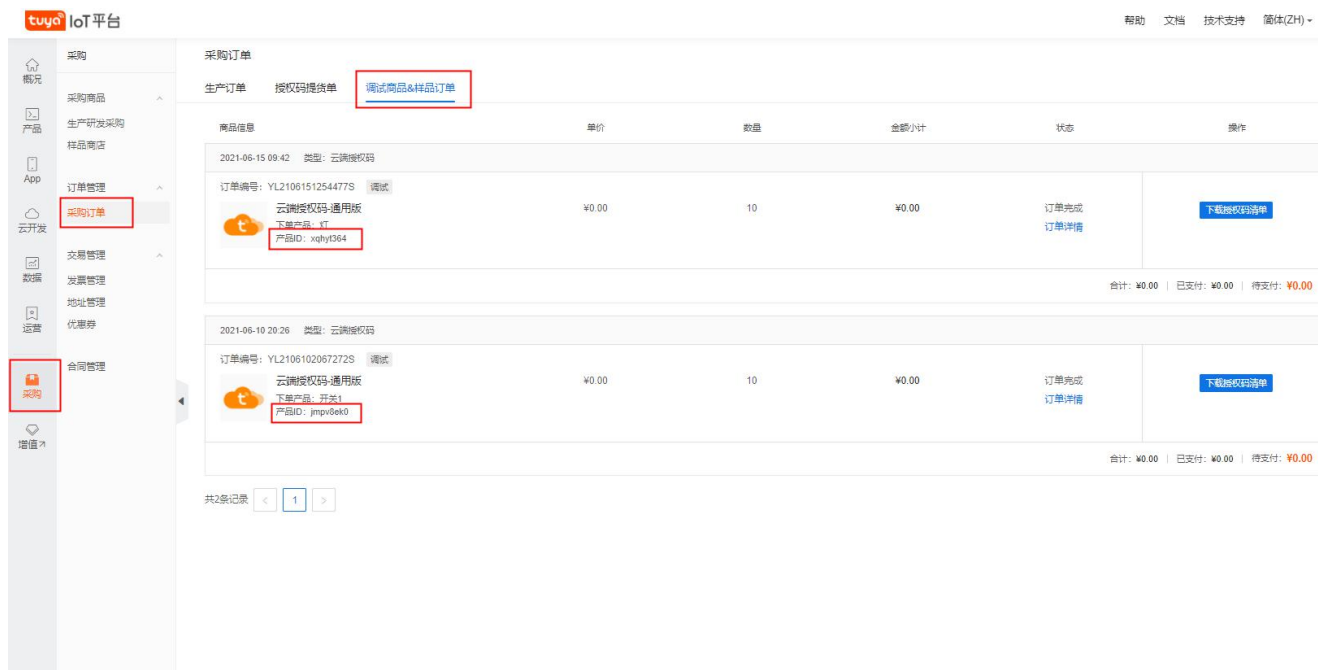 tuya IoT平台
帮助 文档 技术支持 简体(ZH)
概况
产品
App
云开发
数据
运营
采购
增值
采购
采购商品
生产研发采购
样品商店
订单管理
采购订单
交易管理
发票管理
地址管理
优惠券
合同管理
采购订单
生产订单 授权码提货单 调试商品&样品订单
商品信息 单价 数量 金额小计 状态 操作
2021-06-15 09:42 类型：云端授权码
订单编号：YL2106151254477S 调试
云端授权码-通用版 ¥0.00 10 ¥0.00 订单完成 下载授权码清单
下单产品：灯 订单详情
产品ID：xqhyt364
合计：¥0.00 | 已支付：¥0.00 | 待支付：¥0.00
2021-06-10 20:26 类型：云端授权码
订单编号：YL2106102067272S 调试
云端授权码-通用版 ¥0.00 10 ¥0.00 订单完成 下载授权码清单
下单产品：开关1 订单详情
产品ID：jmpv8ek0
合计：¥0.00 | 已支付：¥0.00 | 待支付：¥0.00
共2条记录 < 1 >